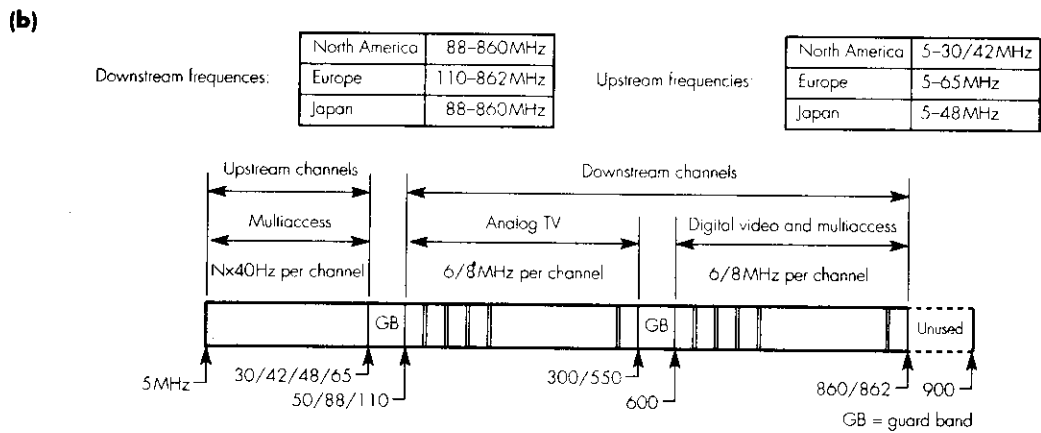 (b)
Downstream frequences:
North America 88–860MHz
Europe 110–862MHz
Japan 88–860MHz
Upstream frequencies:
North America 5–30/42MHz
Europe 5–65MHz
Japan 5–48MHz
Upstream channels
Downstream channels
Multiaccess
Analog TV
Digital video and multiaccess
Nx40Hz per channel
6/8MHz per channel
6/8MHz per channel
GB
GB
Unused
5MHz
30/42/48/65
50/88/110
300/550
600
860/862
900
GB = guard band